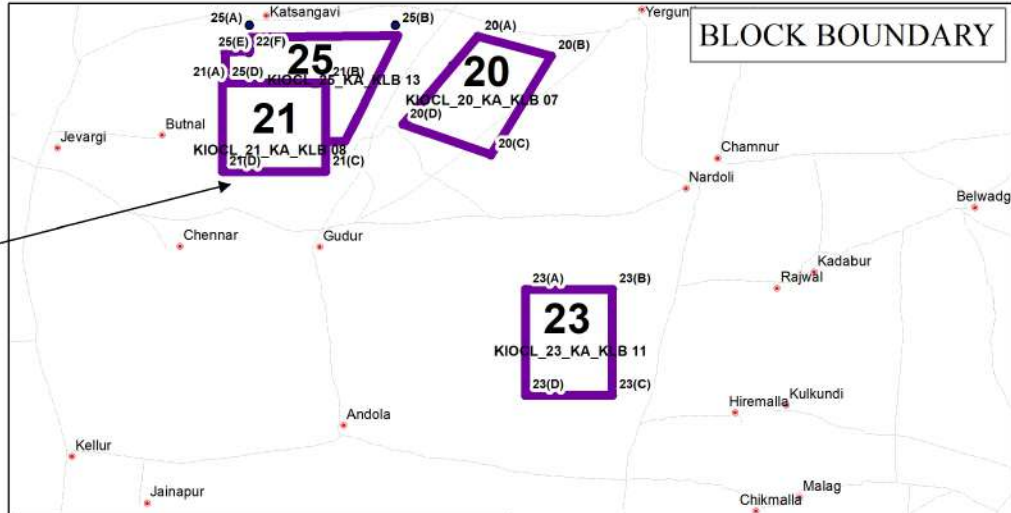 BLOCK BOUNDARY
Katsangavi
Yergun
25(A)
25(B)
20(A)
25(E)
22(F)
20(B)
25
21(A)
25(D)
21(B)
20
KIOCL_25_KA_KLB 13
KIOCL_20_KA_KLB 07
20(D)
21
Butnal
Jevargi
KIOCL_21_KA_KLB 08
20(C)
21(D)
21(C)
Chamnur
Nardoli
Belwadg
Chennar
Gudur
Kadabur
Rajwal
23(A)
23(B)
23
KIOCL_23_KA_KLB 11
23(D)
23(C)
Kulkundi
Hiremalla
Andola
Kellur
Jainapur
Malag
Chikmalla